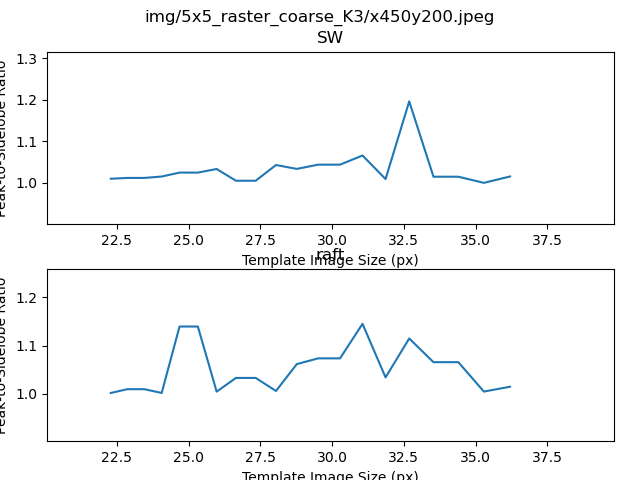 img/5x5_raster_coarse_K3/x450y200.jpeg
SW
Peak-to-Sidelobe Ratio
1.3
1.2
1.1
1.0
22.5 25.0 27.5 30.0 32.5 35.0 37.5
Template Image Size (px)
raft
Peak-to-Sidelobe Ratio
1.2
1.1
1.0
22.5 25.0 27.5 30.0 32.5 35.0 37.5
Template Image Size (px)